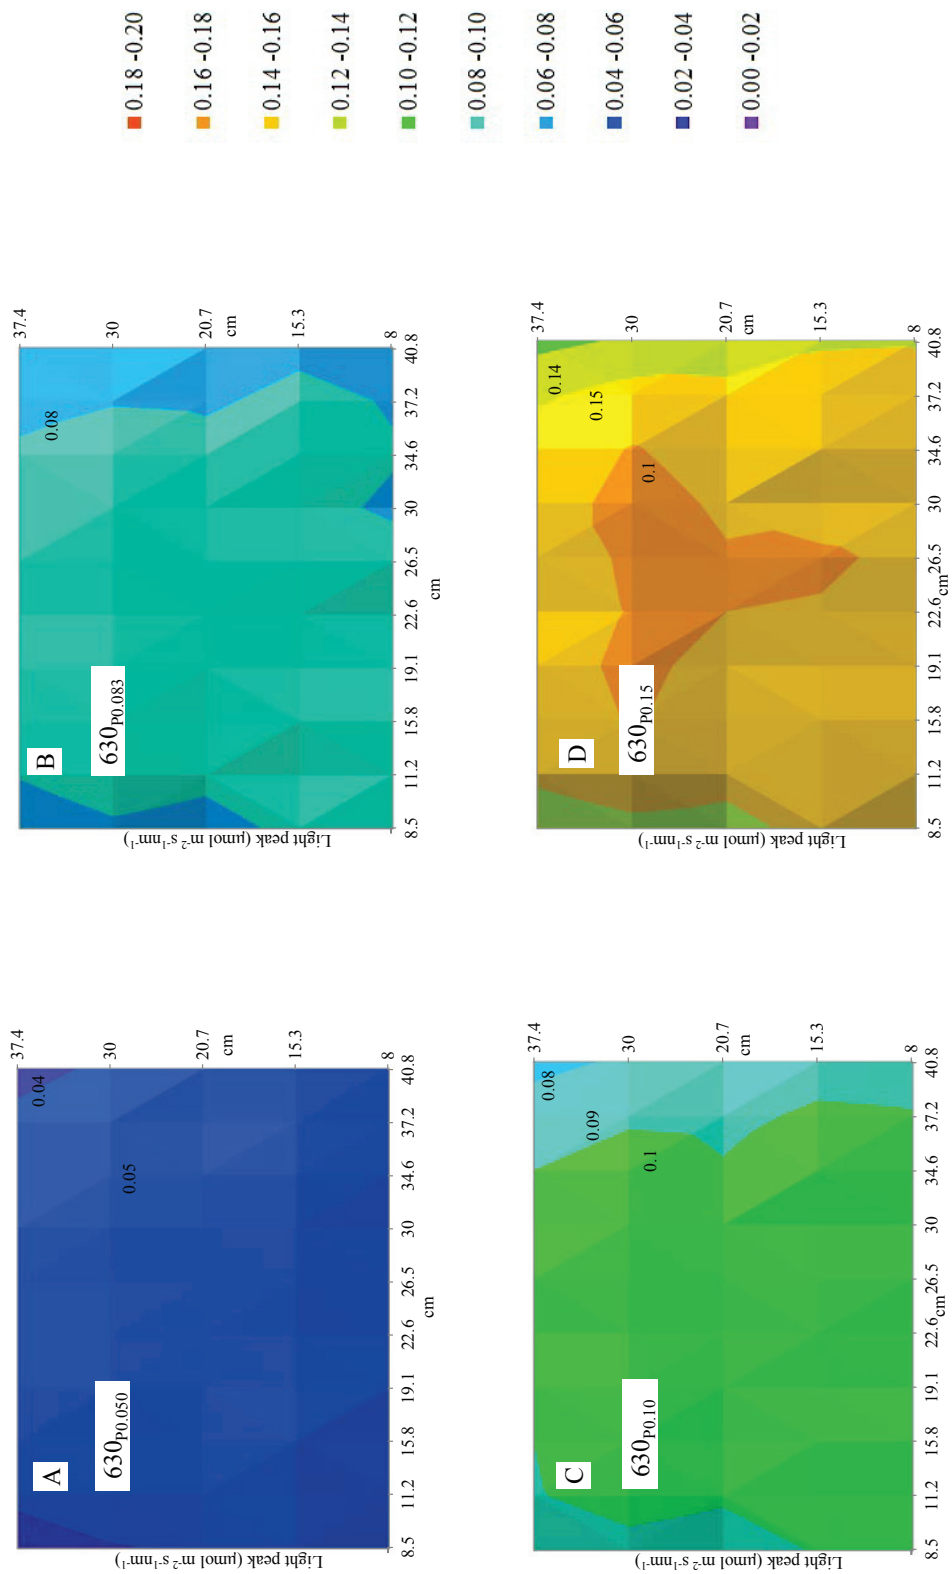 0.18 -0.20
0.16 -0.18
0.14 -0.16
0.12 -0.14
0.10 -0.12
0.08 -0.10
0.06 -0.08
0.04 -0.06
0.02 -0.04
0.00 -0.02
A
630P0.050
0.04
0.05
Light peak (µmol m-2 s-1nm-1)
37.4
30
20.7
15.3
8
cm
8.5 11.2 15.8 19.1 22.6 26.5 30 34.6 37.2 40.8
cm
B
630P0.083
0.08
Light peak (µmol m-2 s-1nm-1)
37.4
30
20.7
15.3
8
cm
8.5 11.2 15.8 19.1 22.6 26.5 30 34.6 37.2 40.8
cm
C
630P0.10
0.08
0.09
0.1
Light peak (µmol m-2 s-1nm-1)
37.4
30
20.7
15.3
8
cm
8.5 11.2 15.8 19.1 22.6 26.5 30 34.6 37.2 40.8
cm
D
630P0.15
0.14
0.15
0.1
Light peak (µmol m-2 s-1nm-1)
37.4
30
20.7
15.3
8
cm
8.5 11.2 15.8 19.1 22.6 26.5 30 34.6 37.2 40.8
cm